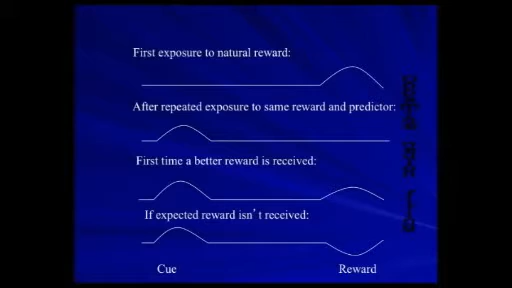 First exposure to natural reward:
After repeated exposure to same reward and predictor:
First time a better reward is received:
If expected reward isn't received:
Cue
Reward